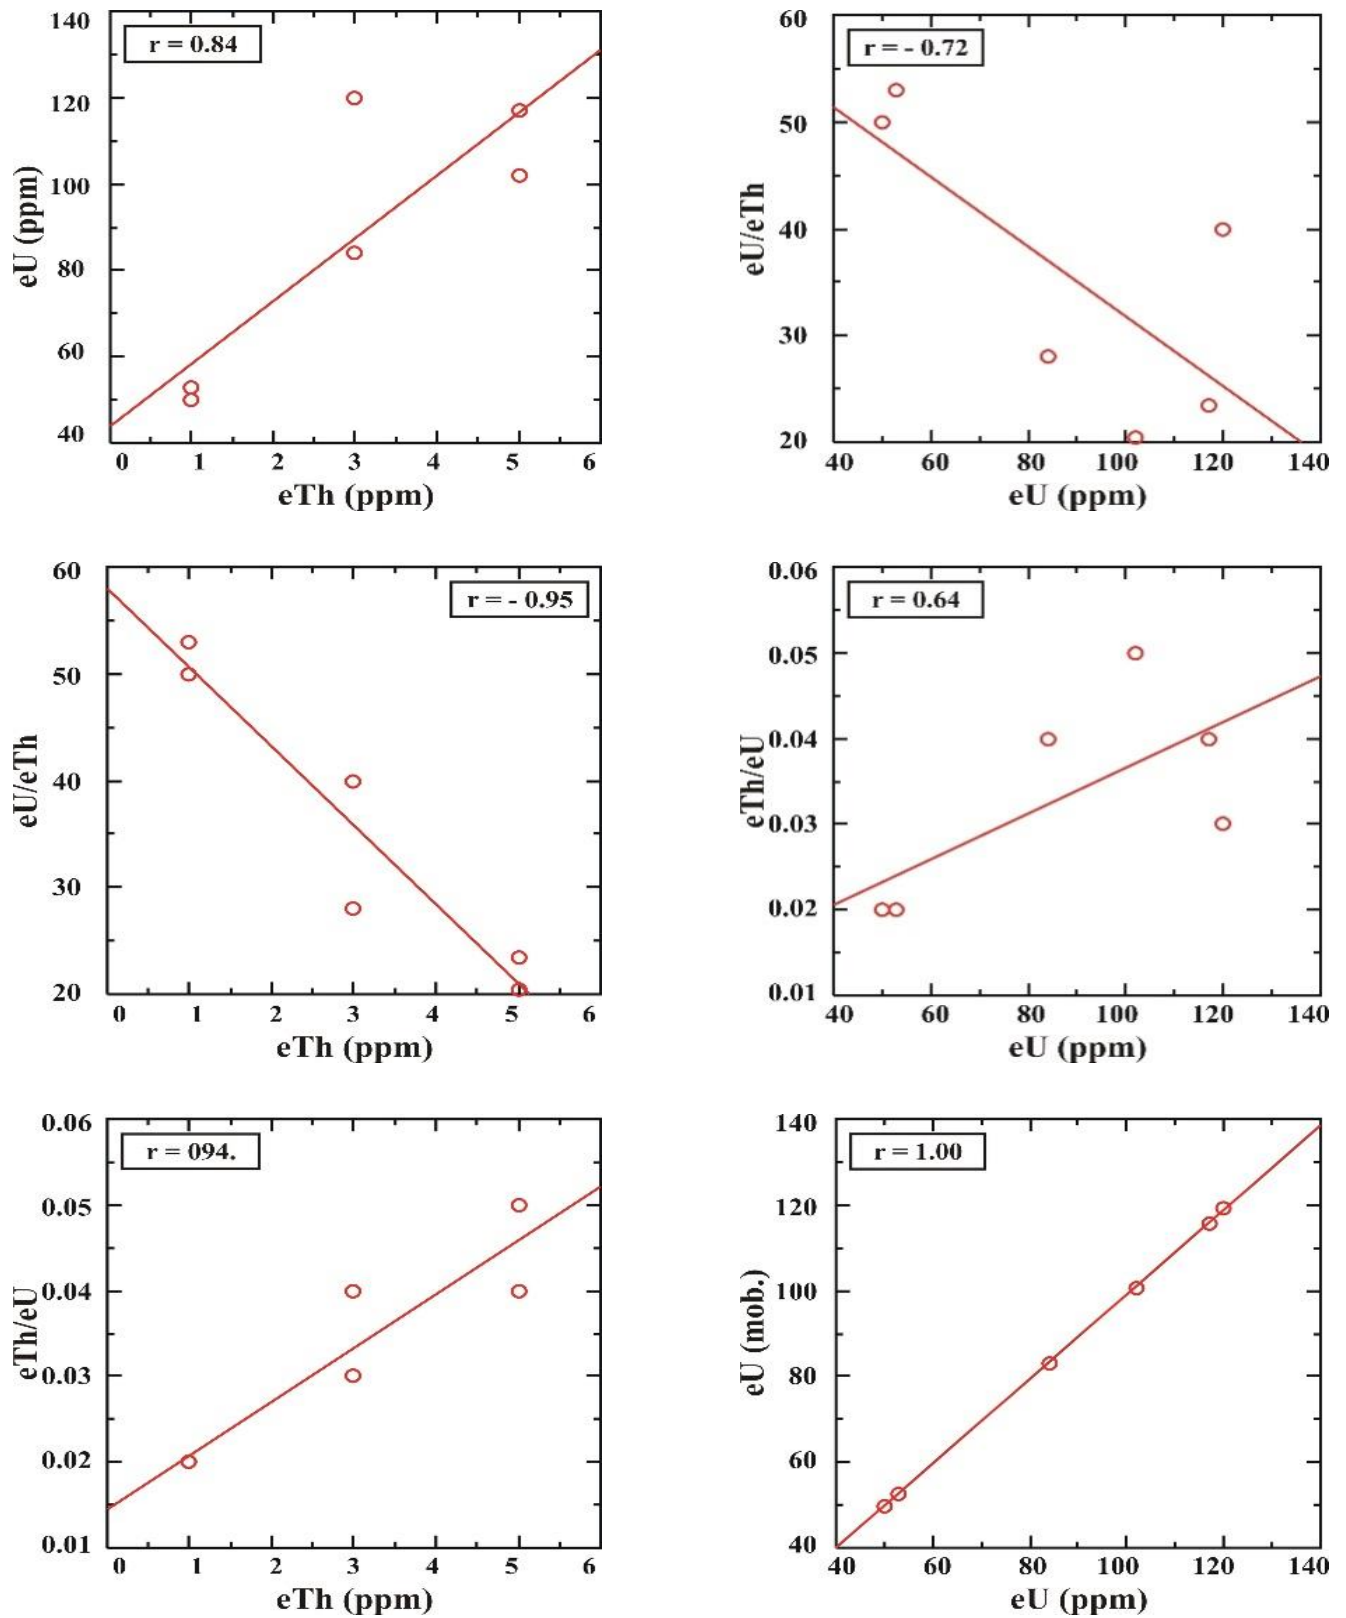 140
120
100
80
60
40
eU (ppm)
r = 0.84
0 1 2 3 4 5 6
eTh (ppm)
60
50
40
30
20
eU/eTh
r = - 0.72
40 60 80 100 120 140
eU (ppm)
60
50
40
30
20
eU/eTh
r = - 0.95
0 1 2 3 4 5 6
eTh (ppm)
0.06
0.05
0.04
0.03
0.02
0.01
eTh/eU
r = 0.64
40 60 80 100 120 140
eU (ppm)
0.06
0.05
0.04
0.03
0.02
0.01
eTh/eU
r = 094.
0 1 2 3 4 5 6
eTh (ppm)
140
120
100
80
60
40
eU (mob.)
r = 1.00
40 60 80 100 120 140
eU (ppm)